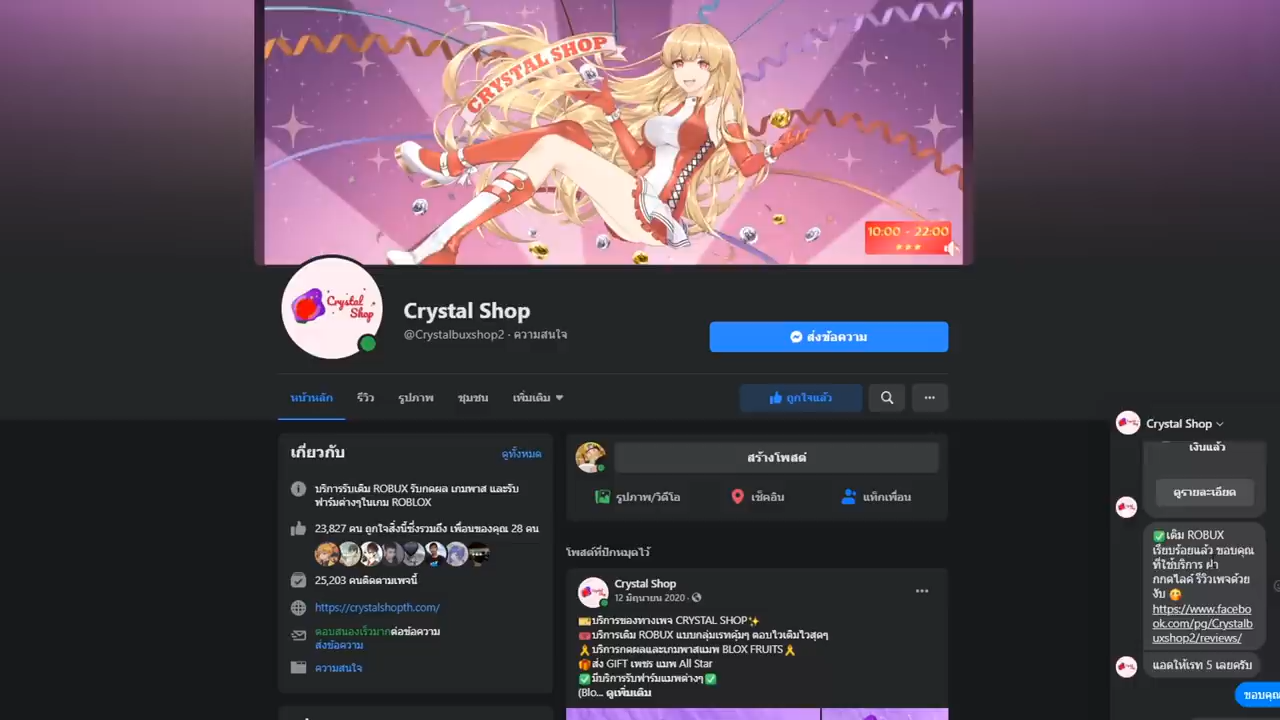 CRYSTAL SHOP
10:00 - 22:00
Crystal Shop
Crystal Shop
@Crystalbuxshop2 · ความสนใจ
ส่งข้อความ
หน้าหลัก
รีวิว
รูปภาพ
ชุมชน
เพิ่มเติม
ถูกใจแล้ว
เกี่ยวกับ
ดูทั้งหมด
บริการรับเติม ROBUX รับกดผล เกมพาส และรับ
ฟาร์มต่างๆในเกม ROBLOX
23,827 คน ถูกใจสิ่งนี้ซึ่งรวมถึง เพื่อนของคุณ 28 คน
25,203 คนติดตามเพจนี้
https://crystalshopth.com/
ตอบสนองเร็วมากต่อข้อความ
ส่งข้อความ
ความสนใจ
สร้างโพสต์
รูปภาพ/วิดีโอ
เช็คอิน
แท็กเพื่อน
โพสต์ที่ปักหมุดไว้
Crystal Shop
12 มิถุนายน 2020 ·
🎫บริการของทางเพจ CRYSTAL SHOP✨
👛บริการเติม ROBUX แบบกลุ่มเรทคุ้มๆ ตอบไวเติมไวสุดๆ
🎗บริการกดผลและเกมพาสแมพ BLOX FRUITS🎗
🎁ส่ง GIFT เพชร แมพ All Star
✅มีบริการรับฟาร์มแมพต่างๆ✅
(Blo... ดูเพิ่มเติม
Crystal Shop
เงินแล้ว
ดูรายละเอียด
✅เติม ROBUX
เรียบร้อยแล้ว ขอบคุณ
ที่ใช้บริการ ฝา
กกดไลค์ รีวิวเพจด้วย
งับ 😋
https://www.facebo
ok.com/pg/Crystalb
uxshop2/reviews/
แอดให้เรท 5 เลยครับ
ขอบคุณ